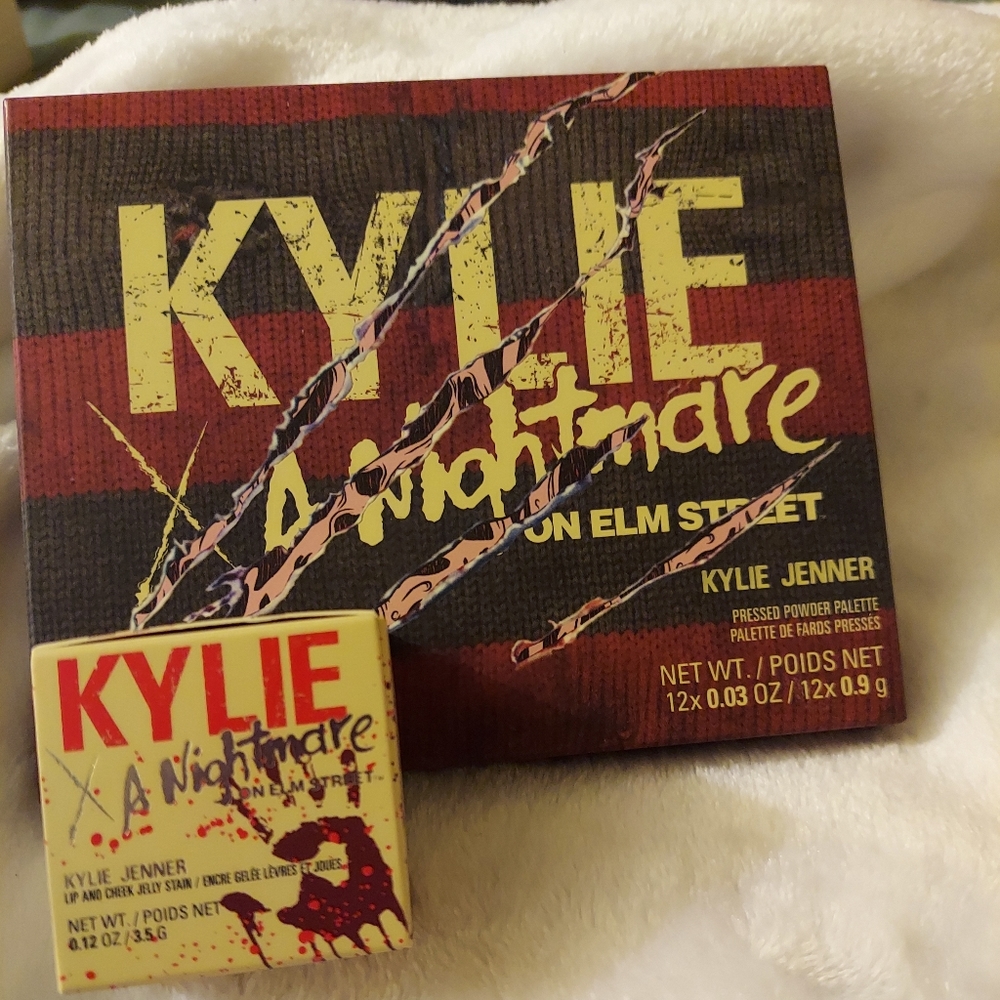 KYLIE
X A Nightmare
ON ELM STREET
KYLIE JENNER
PRESSED POWDER PALETTE
PALETTE DE FARDS PRESSÉS
NET WT. / POIDS NET
12x 0.03 OZ / 12x 0.9 g
KYLIE
X A Nightmare
ON ELM STREET
KYLIE JENNER
LIP AND CHEEK JELLY STAIN / ENCRE GELÉE LÈVRES ET JOUES
NET WT. / POIDS NET
0.12 OZ / 3.5 G